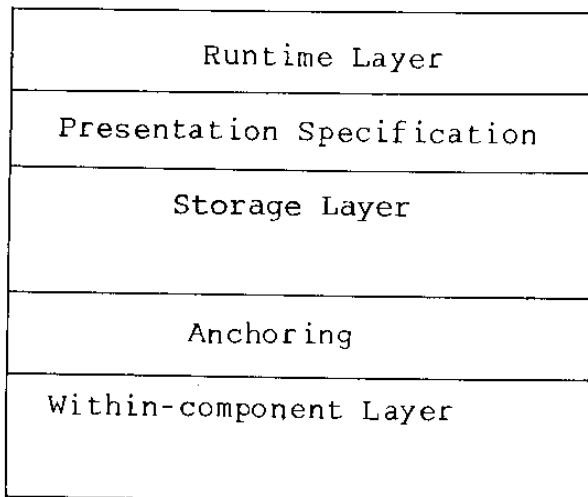 Runtime Layer
Presentation Specification
Storage Layer
Anchoring
Within-component Layer